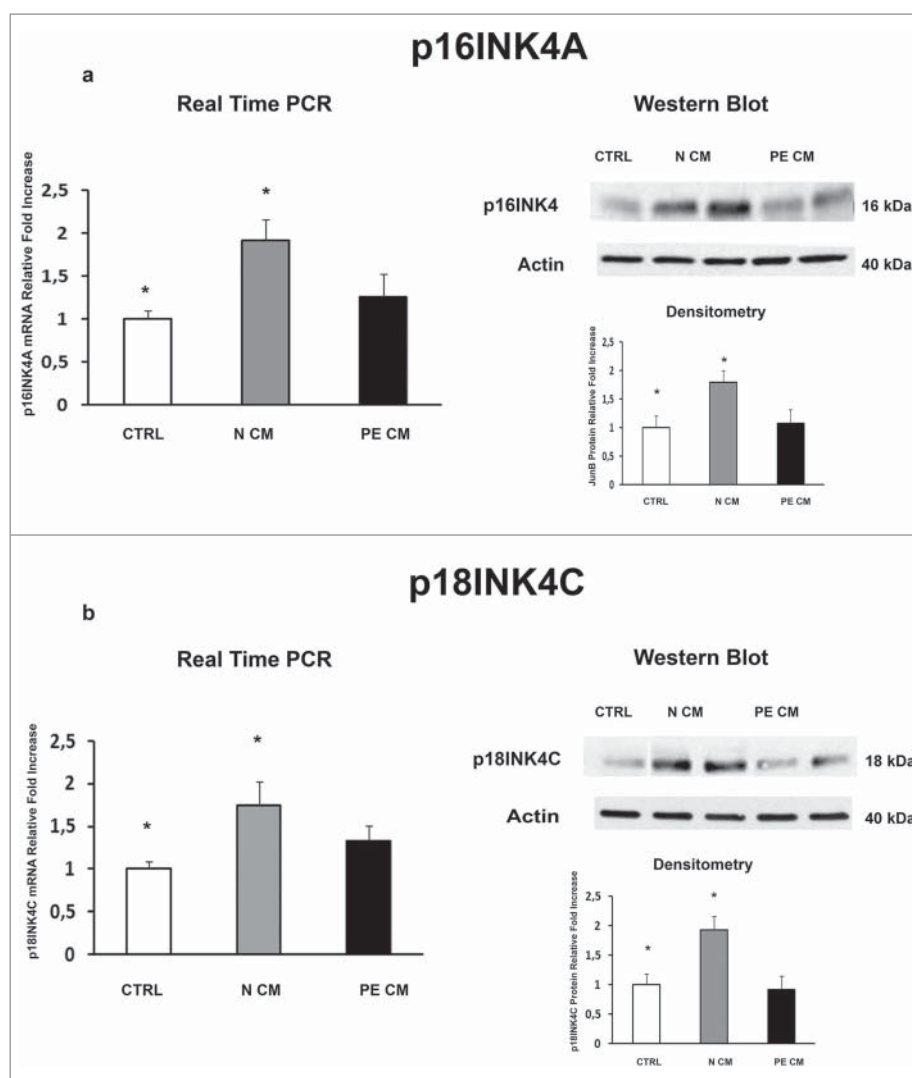 p16INK4A
a
Real Time PCR
p16INK4A mRNA Relative Fold Increase
2,5
2
1,5
1
0,5
0
*
*
CTRL N CM PE CM
Western Blot
CTRL N CM PE CM
p16INK4 16 kDa
Actin 40 kDa
Densitometry
JunB Protein Relative Fold Increase
2,5
2
1,5
1
0,5
0
*
*
CTRL N CM PE CM
p18INK4C
b
Real Time PCR
p18INK4C mRNA Relative Fold Increase
2,5
2
1,5
1
0,5
0
*
*
CTRL N CM PE CM
Western Blot
CTRL N CM PE CM
p18INK4C 18 kDa
Actin 40 kDa
Densitometry
p18INK4C Protein Relative Fold Increase
2,5
2
1,5
1
0,5
0
*
*
CTRL N CM PE CM